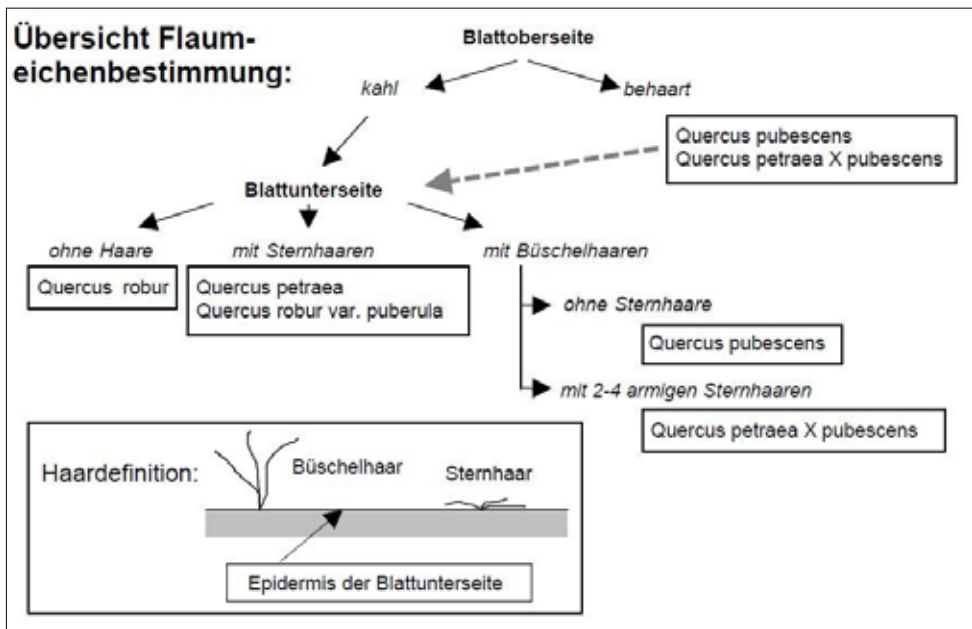 Übersicht Flaum-
eichenbestimmung:
Blattoberseite
kahl
behaart
Quercus pubescens
Quercus petraea X pubescens
Blattunterseite
ohne Haare
mit Sternhaaren
mit Büschelhaaren
Quercus robur
Quercus petraea
Quercus robur var. puberula
ohne Sternhaare
Quercus pubescens
mit 2-4 armigen Sternhaaren
Quercus petraea X pubescens
Haardefinition:
Büschelhaar
Sternhaar
Epidermis der Blattunterseite